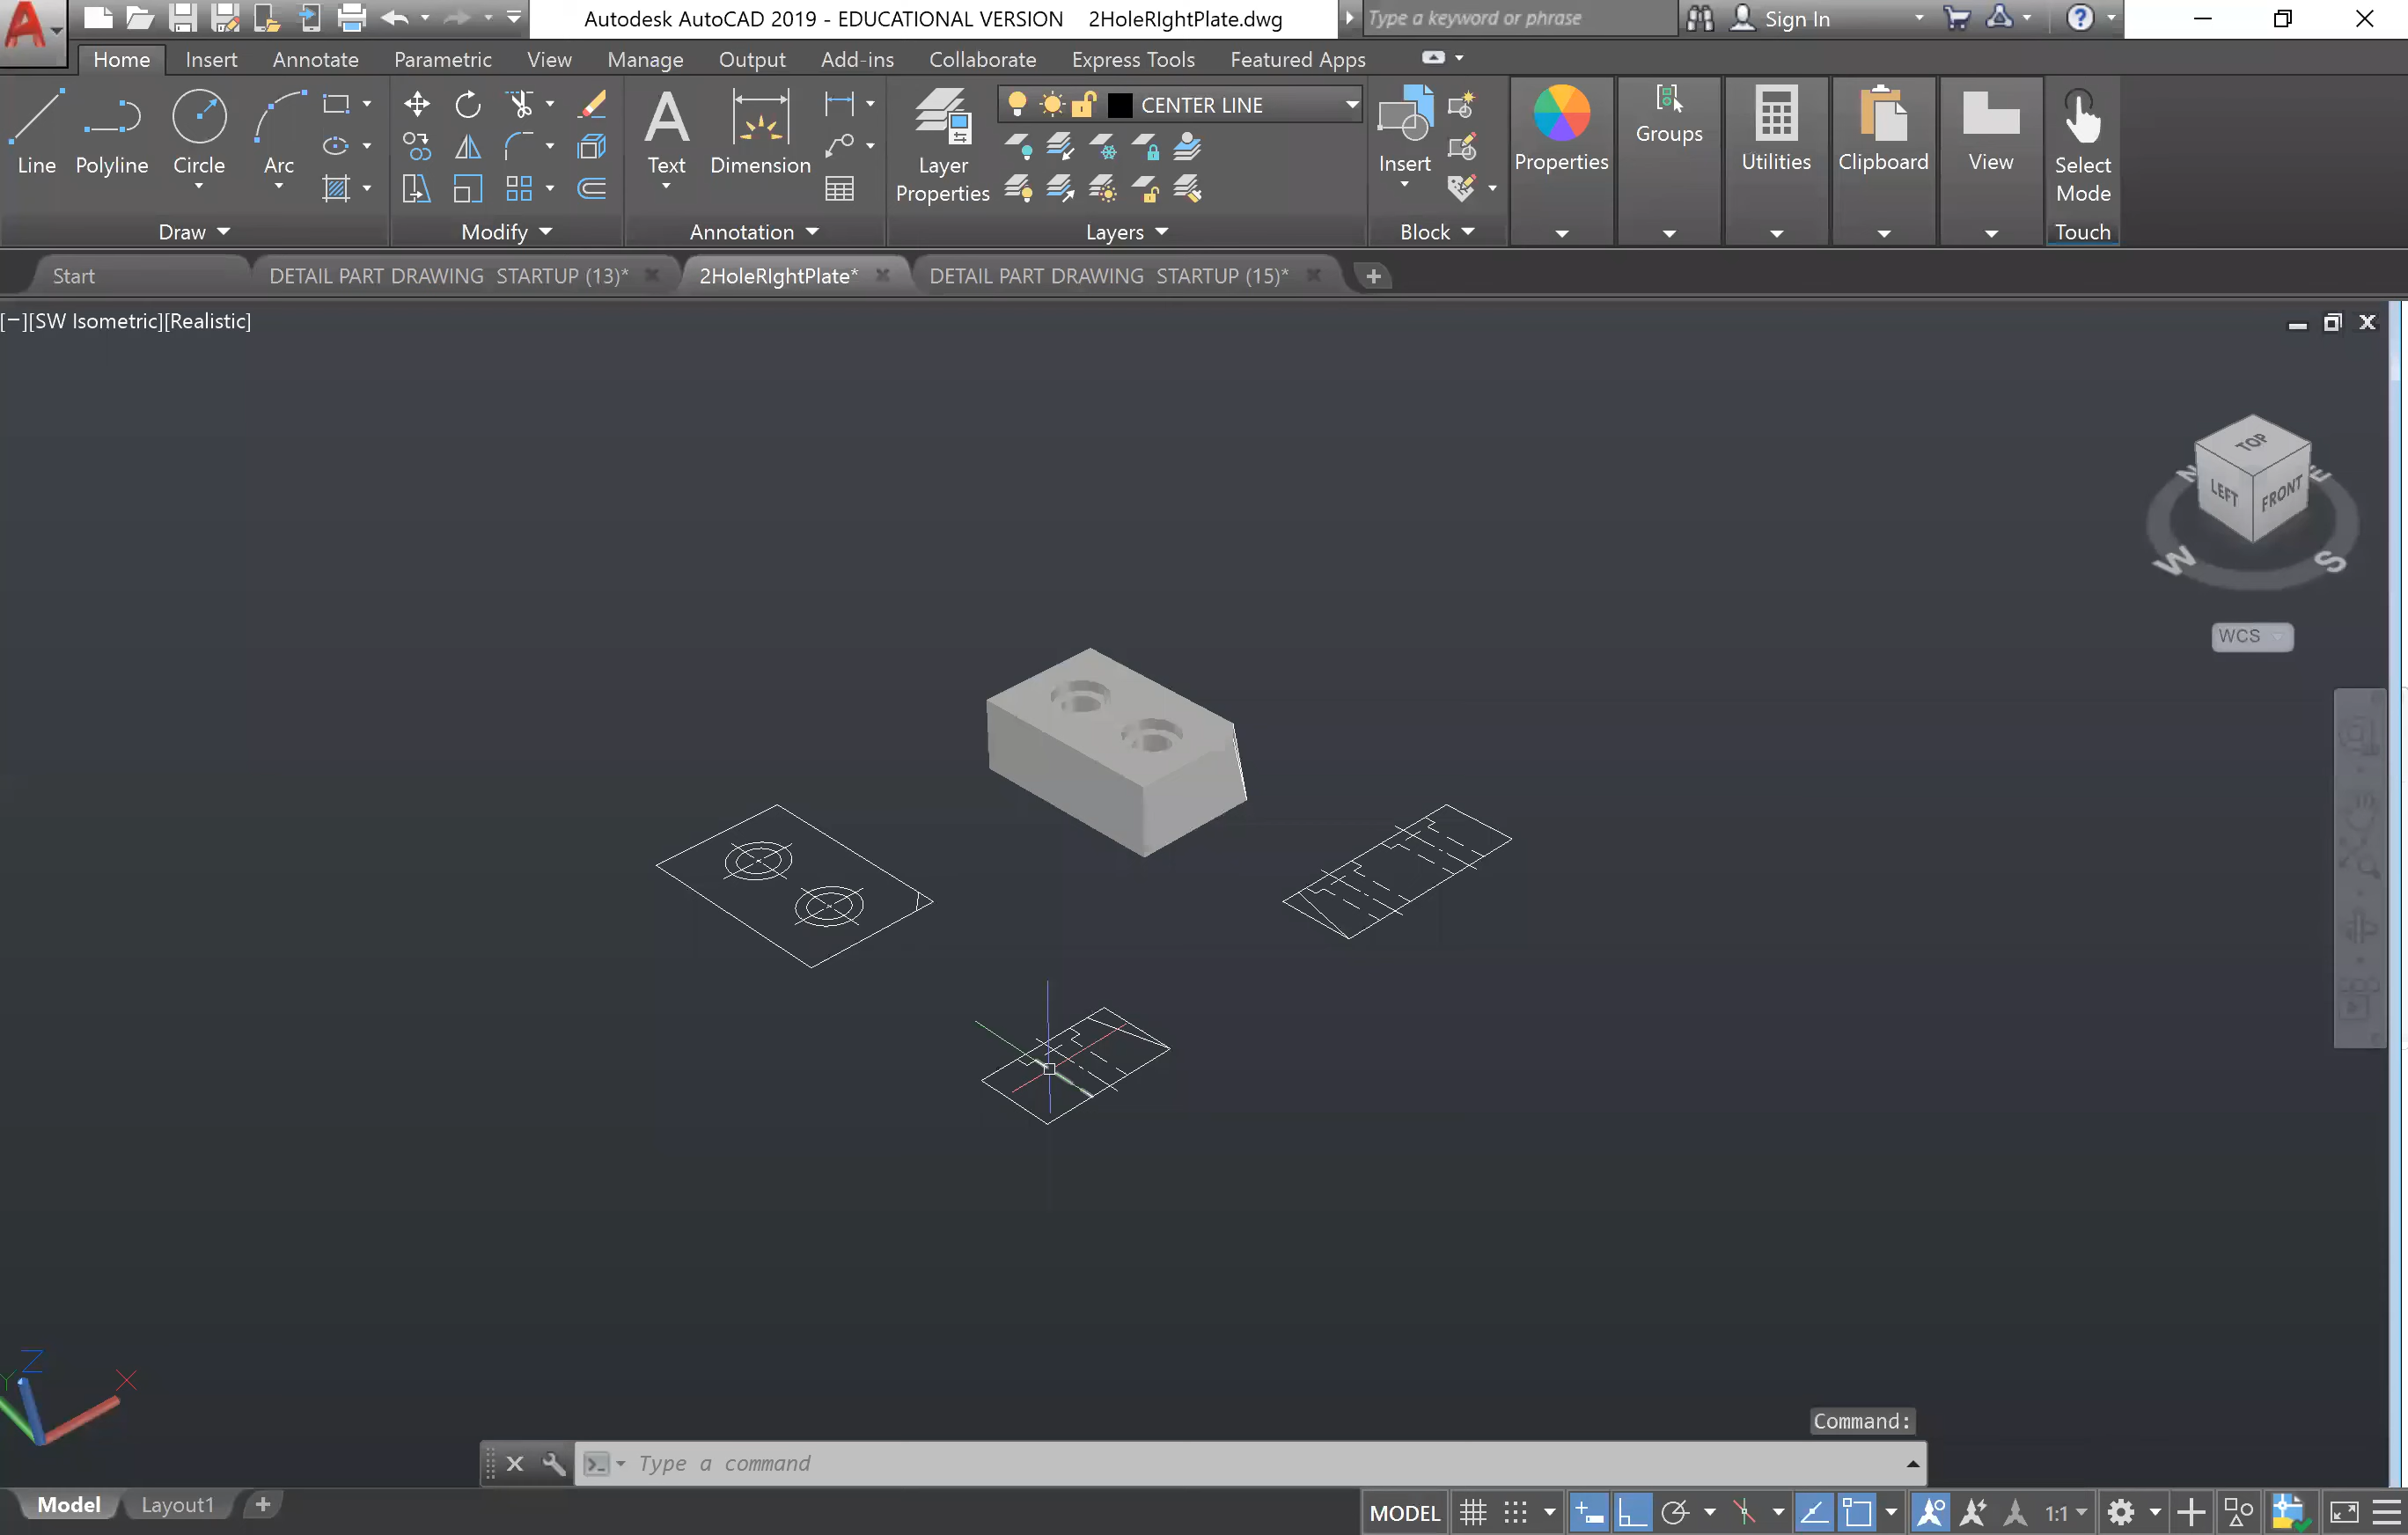 Autodesk AutoCAD 2019 - EDUCATIONAL VERSION 2HoleRIghtPlate.dwg
Type a keyword or phrase
Sign In
Home Insert Annotate Parametric View Manage Output Add-ins Collaborate Express Tools Featured Apps
CENTER LINE
Line Polyline Circle Arc
Text Dimension
Layer
Properties
Insert
Properties
Groups
Utilities
Clipboard
View
Select
Mode
Draw Modify Annotation Layers Block Touch
Start DETAIL PART DRAWING STARTUP (13)* 2HoleRIghtPlate* DETAIL PART DRAWING STARTUP (15)*
[−][SW Isometric][Realistic]
TOP
N E
LEFT FRONT
W S
WCS
Z
Y X
Command:
Type a command
Model Layout1
MODEL 1:1